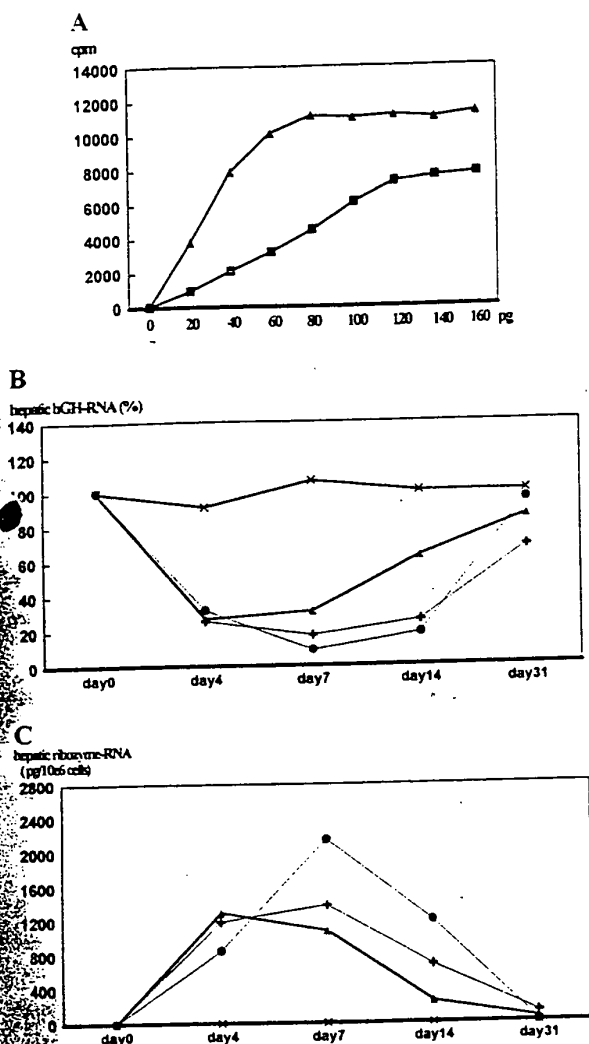 A
cpm
14000
12000
10000
8000
6000
4000
2000
0
0 20 40 60 80 100 120 140 160 pg
B
hepatic hGH-RNA (%)
140
120
100
80
60
40
20
0
day0 day4 day7 day14 day31
C
hepatic ribozyme-RNA
(pg/10e6 cells)
2800
2400
2000
1600
1200
800
400
0
day0 day4 day7 day14 day31